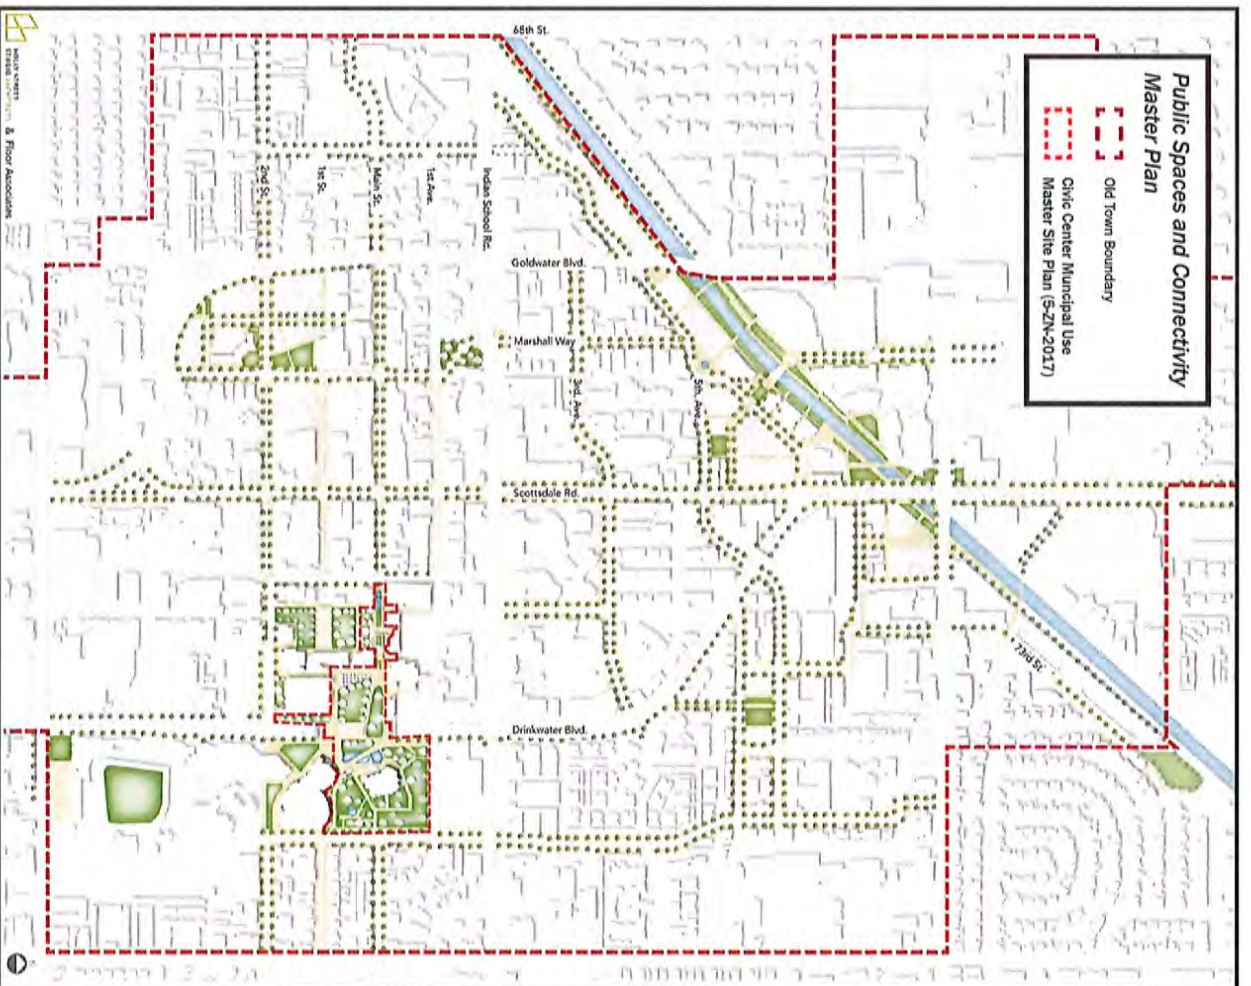 Public Spaces and Connectivity
Master Plan
Old Town Boundary
Civic Center Muncipal Use
Master Site Plan (5-ZN-2017)
68th St.
2nd St.
1st St.
Main St.
1st Ave.
Indian School Rd.
Goldwater Blvd.
Marshall Way
3rd. Ave.
5th. Ave.
Scottsdale Rd.
73rd St.
Drinkwater Blvd.
& Floor Associates